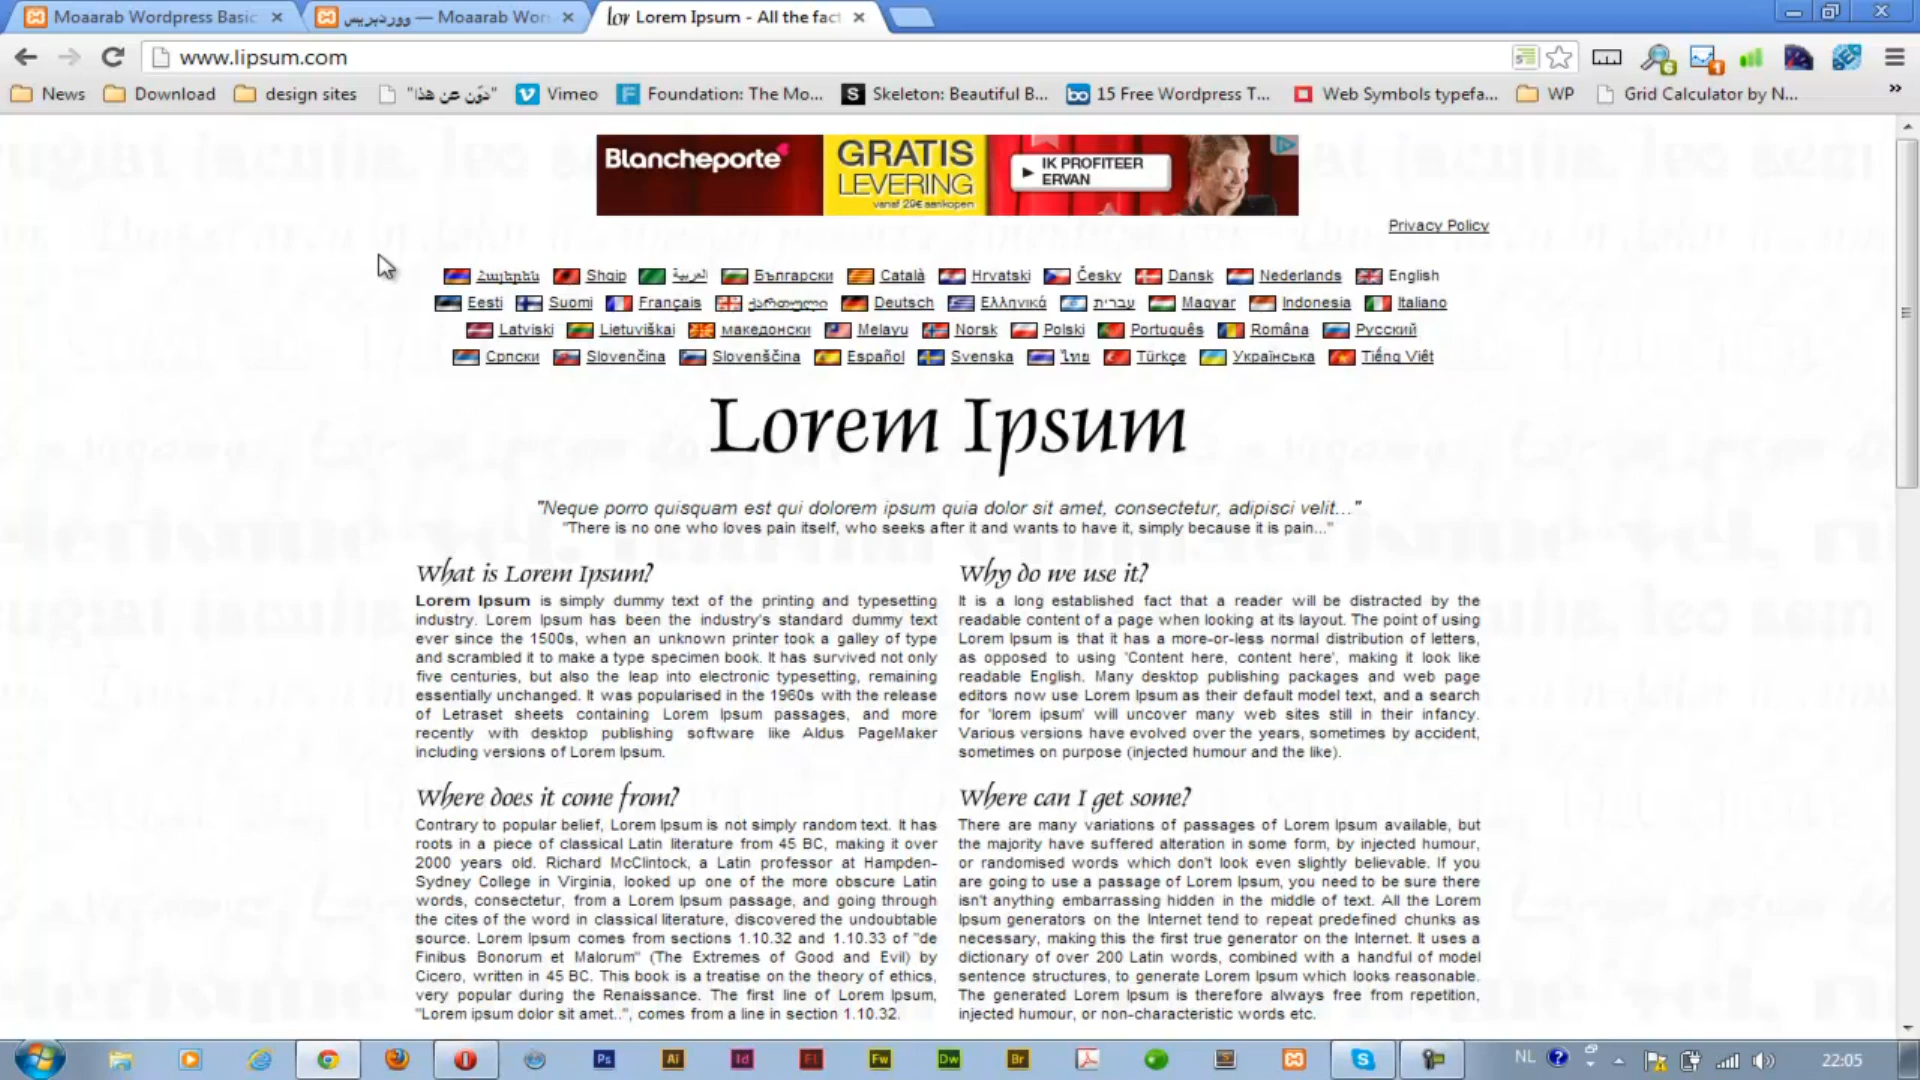 Moaarab Wordpress Basic
ووردبريس — Moaarab Wor
Lorem Ipsum - All the fact
www.lipsum.com
News
Download
design sites
"دوّن عن هذا"
Vimeo
Foundation: The Mo...
Skeleton: Beautiful B...
15 Free Wordpress T...
Web Symbols typefa...
WP
Grid Calculator by N...
Blancheporte
GRATIS
LEVERING
vanaf 29€ aankopen
IK PROFITEER
ERVAN
Privacy Policy
Հայերեն Shqip العربية Български Català Hrvatski Česky Dansk Nederlands English
Eesti Suomi Français ქართული Deutsch Ελληνικά עברית Magyar Indonesia Italiano
Latviski Lietuviškai македонски Melayu Norsk Polski Português Româna Русский
Српски Slovenčina Slovenščina Español Svenska ไทย Türkçe Українська Tiếng Việt
Lorem Ipsum
"Neque porro quisquam est qui dolorem ipsum quia dolor sit amet, consectetur, adipisci velit..."
"There is no one who loves pain itself, who seeks after it and wants to have it, simply because it is pain..."
What is Lorem Ipsum?
Lorem Ipsum is simply dummy text of the printing and typesetting
industry. Lorem Ipsum has been the industry's standard dummy text
ever since the 1500s, when an unknown printer took a galley of type
and scrambled it to make a type specimen book. It has survived not only
five centuries, but also the leap into electronic typesetting, remaining
essentially unchanged. It was popularised in the 1960s with the release
of Letraset sheets containing Lorem Ipsum passages, and more
recently with desktop publishing software like Aldus PageMaker
including versions of Lorem Ipsum.
Why do we use it?
It is a long established fact that a reader will be distracted by the
readable content of a page when looking at its layout. The point of using
Lorem Ipsum is that it has a more-or-less normal distribution of letters,
as opposed to using 'Content here, content here', making it look like
readable English. Many desktop publishing packages and web page
editors now use Lorem Ipsum as their default model text, and a search
for 'lorem ipsum' will uncover many web sites still in their infancy.
Various versions have evolved over the years, sometimes by accident,
sometimes on purpose (injected humour and the like).
Where does it come from?
Contrary to popular belief, Lorem Ipsum is not simply random text. It has
roots in a piece of classical Latin literature from 45 BC, making it over
2000 years old. Richard McClintock, a Latin professor at Hampden-
Sydney College in Virginia, looked up one of the more obscure Latin
words, consectetur, from a Lorem Ipsum passage, and going through
the cites of the word in classical literature, discovered the undoubtable
source. Lorem Ipsum comes from sections 1.10.32 and 1.10.33 of "de
Finibus Bonorum et Malorum" (The Extremes of Good and Evil) by
Cicero, written in 45 BC. This book is a treatise on the theory of ethics,
very popular during the Renaissance. The first line of Lorem Ipsum,
"Lorem ipsum dolor sit amet..", comes from a line in section 1.10.32.
Where can I get some?
There are many variations of passages of Lorem Ipsum available, but
the majority have suffered alteration in some form, by injected humour,
or randomised words which don't look even slightly believable. If you
are going to use a passage of Lorem Ipsum, you need to be sure there
isn't anything embarrassing hidden in the middle of text. All the Lorem
Ipsum generators on the Internet tend to repeat predefined chunks as
necessary, making this the first true generator on the Internet. It uses a
dictionary of over 200 Latin words, combined with a handful of model
sentence structures, to generate Lorem Ipsum which looks reasonable.
The generated Lorem Ipsum is therefore always free from repetition,
injected humour, or non-characteristic words etc.
Ps
Ai
Id
Fl
Fw
Dw
Br
NL
22:05